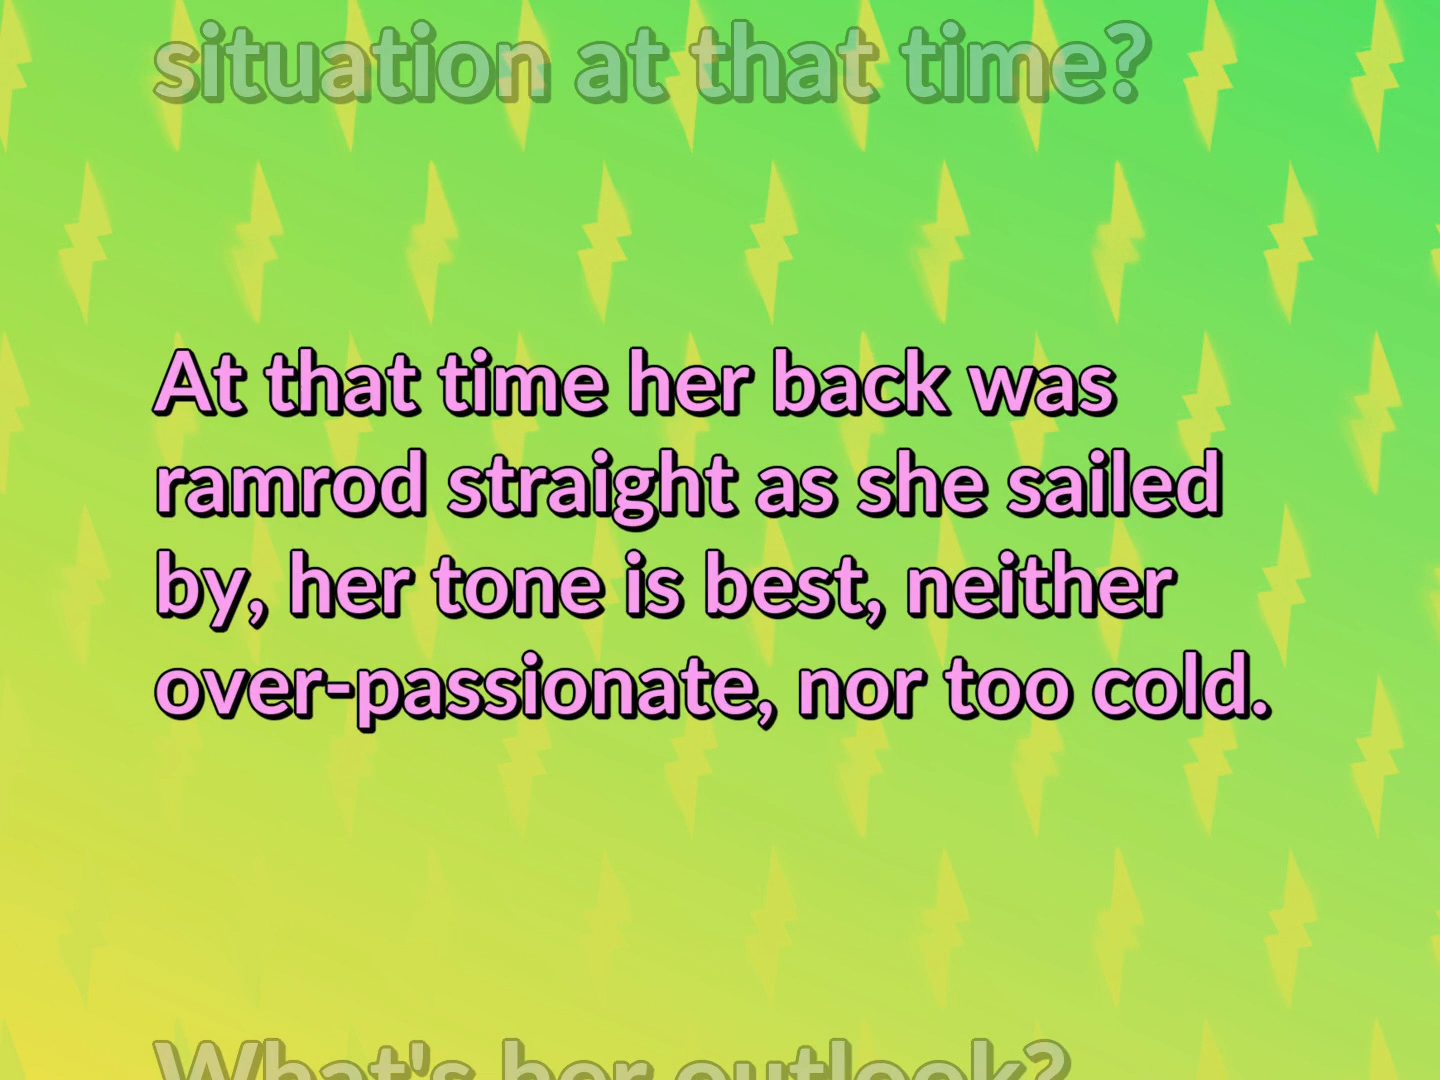 situation at that time?
At that time her back was
ramrod straight as she sailed
by, her tone is best, neither
over-passionate, nor too cold.
What's her outlook?